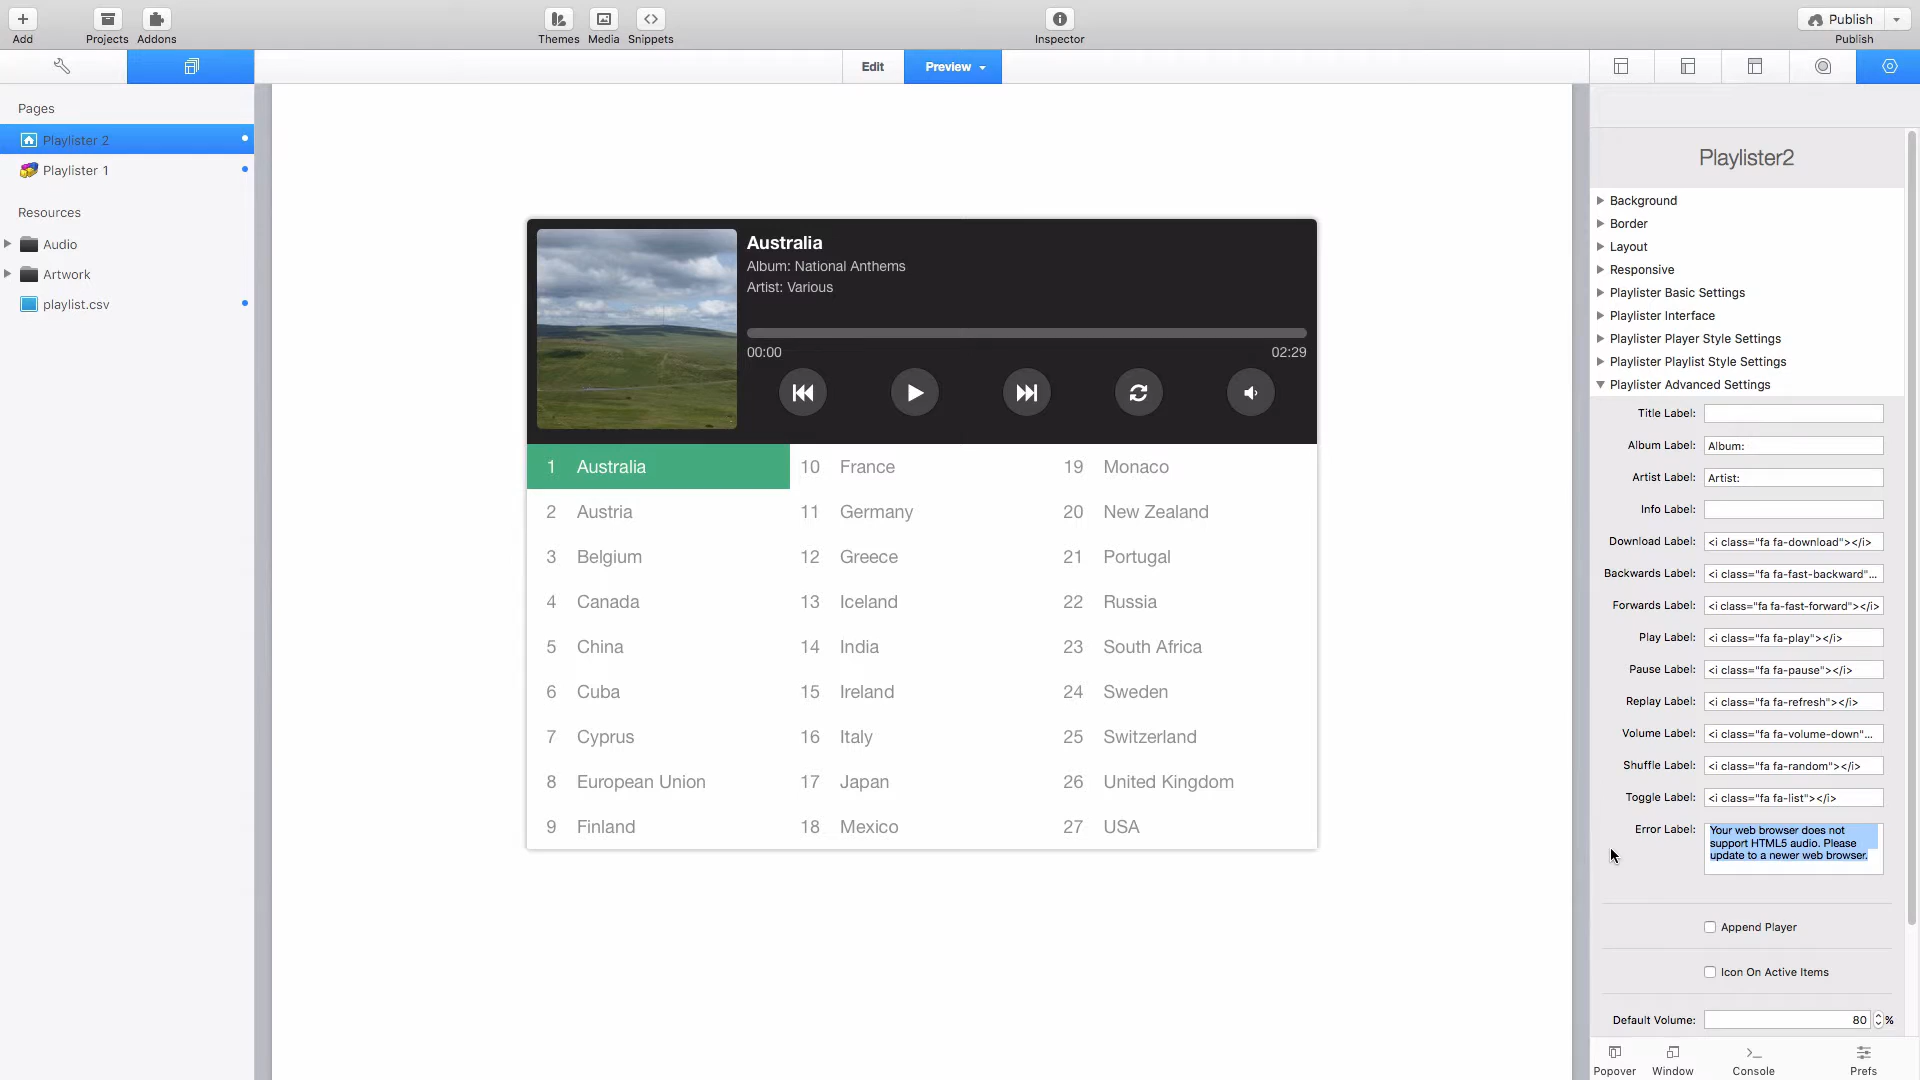 Add
Projects
Addons
Themes
Media
Snippets
Inspector
Publish
Publish
Edit
Preview
Pages
Playlister 2
Playlister 1
Resources
Audio
Artwork
playlist.csv
Australia
Album: National Anthems
Artist: Various
00:00
02:29
1 Australia
2 Austria
3 Belgium
4 Canada
5 China
6 Cuba
7 Cyprus
8 European Union
9 Finland
10 France
11 Germany
12 Greece
13 Iceland
14 India
15 Ireland
16 Italy
17 Japan
18 Mexico
19 Monaco
20 New Zealand
21 Portugal
22 Russia
23 South Africa
24 Sweden
25 Switzerland
26 United Kingdom
27 USA
Playlister2
Background
Border
Layout
Responsive
Playlister Basic Settings
Playlister Interface
Playlister Player Style Settings
Playlister Playlist Style Settings
Playlister Advanced Settings
Title Label:
Album Label: Album:
Artist Label: Artist:
Info Label:
Download Label: <i class="fa fa-download"></i>
Backwards Label: <i class="fa fa-fast-backward"...
Forwards Label: <i class="fa fa-fast-forward"></i>
Play Label: <i class="fa fa-play"></i>
Pause Label: <i class="fa fa-pause"></i>
Replay Label: <i class="fa fa-refresh"></i>
Volume Label: <i class="fa fa-volume-down"...
Shuffle Label: <i class="fa fa-random"></i>
Toggle Label: <i class="fa fa-list"></i>
Error Label: Your web browser does not
support HTML5 audio. Please
update to a newer web browser.
Append Player
Icon On Active Items
Default Volume: 80 %
Popover
Window
Console
Prefs